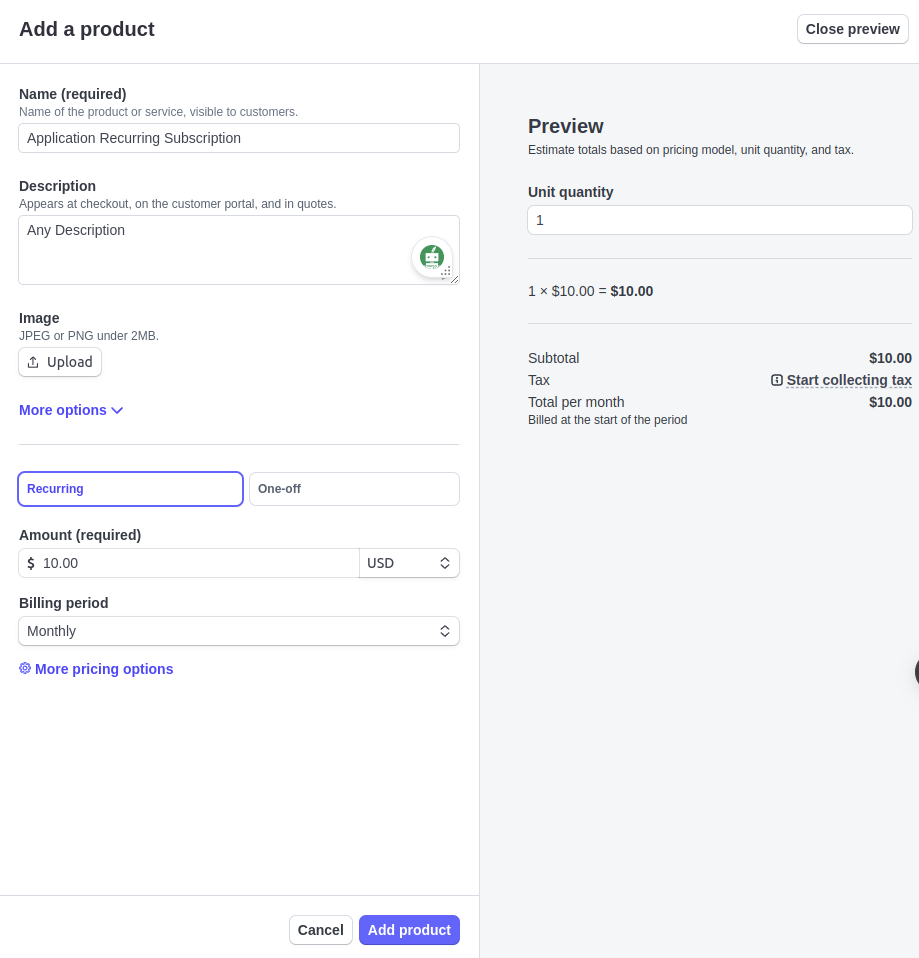 Add a product
Close preview
Name (required)
Name of the product or service, visible to customers.
Application Recurring Subscription
Description
Appears at checkout, on the customer portal, and in quotes.
Any Description
Image
JPEG or PNG under 2MB.
Upload
More options
Recurring
One-off
Amount (required)
$ 10.00
USD
Billing period
Monthly
More pricing options
Cancel
Add product
Preview
Estimate totals based on pricing model, unit quantity, and tax.
Unit quantity
1
1 × $10.00 = $10.00
Subtotal $10.00
Tax Start collecting tax
Total per month $10.00
Billed at the start of the period